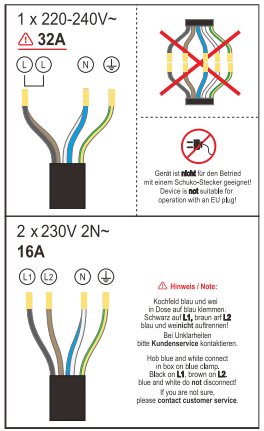 1 x 220-240V~
32A
L L N
Gerät ist nicht für den Betrieb
mit einem Schuko-Stecker geeignet!
Device is not suitable for
operation with an EU plug!
2 x 230V 2N~
16A
L1 L2 N
Hinweis / Note:
Kochfeld blau und wei
in Dose auf blau klemmen.
Schwarz auf L1, braun arf L2
blau und weinicht auftrennen!
Bei Unklarheiten
bitte Kundenservice kontaktieren.
Hob blue and white connect
in box on blue clamp.
Black on L1, brown on L2.
blue and white do not disconnect!
If you are not sure,
please contact customer service.